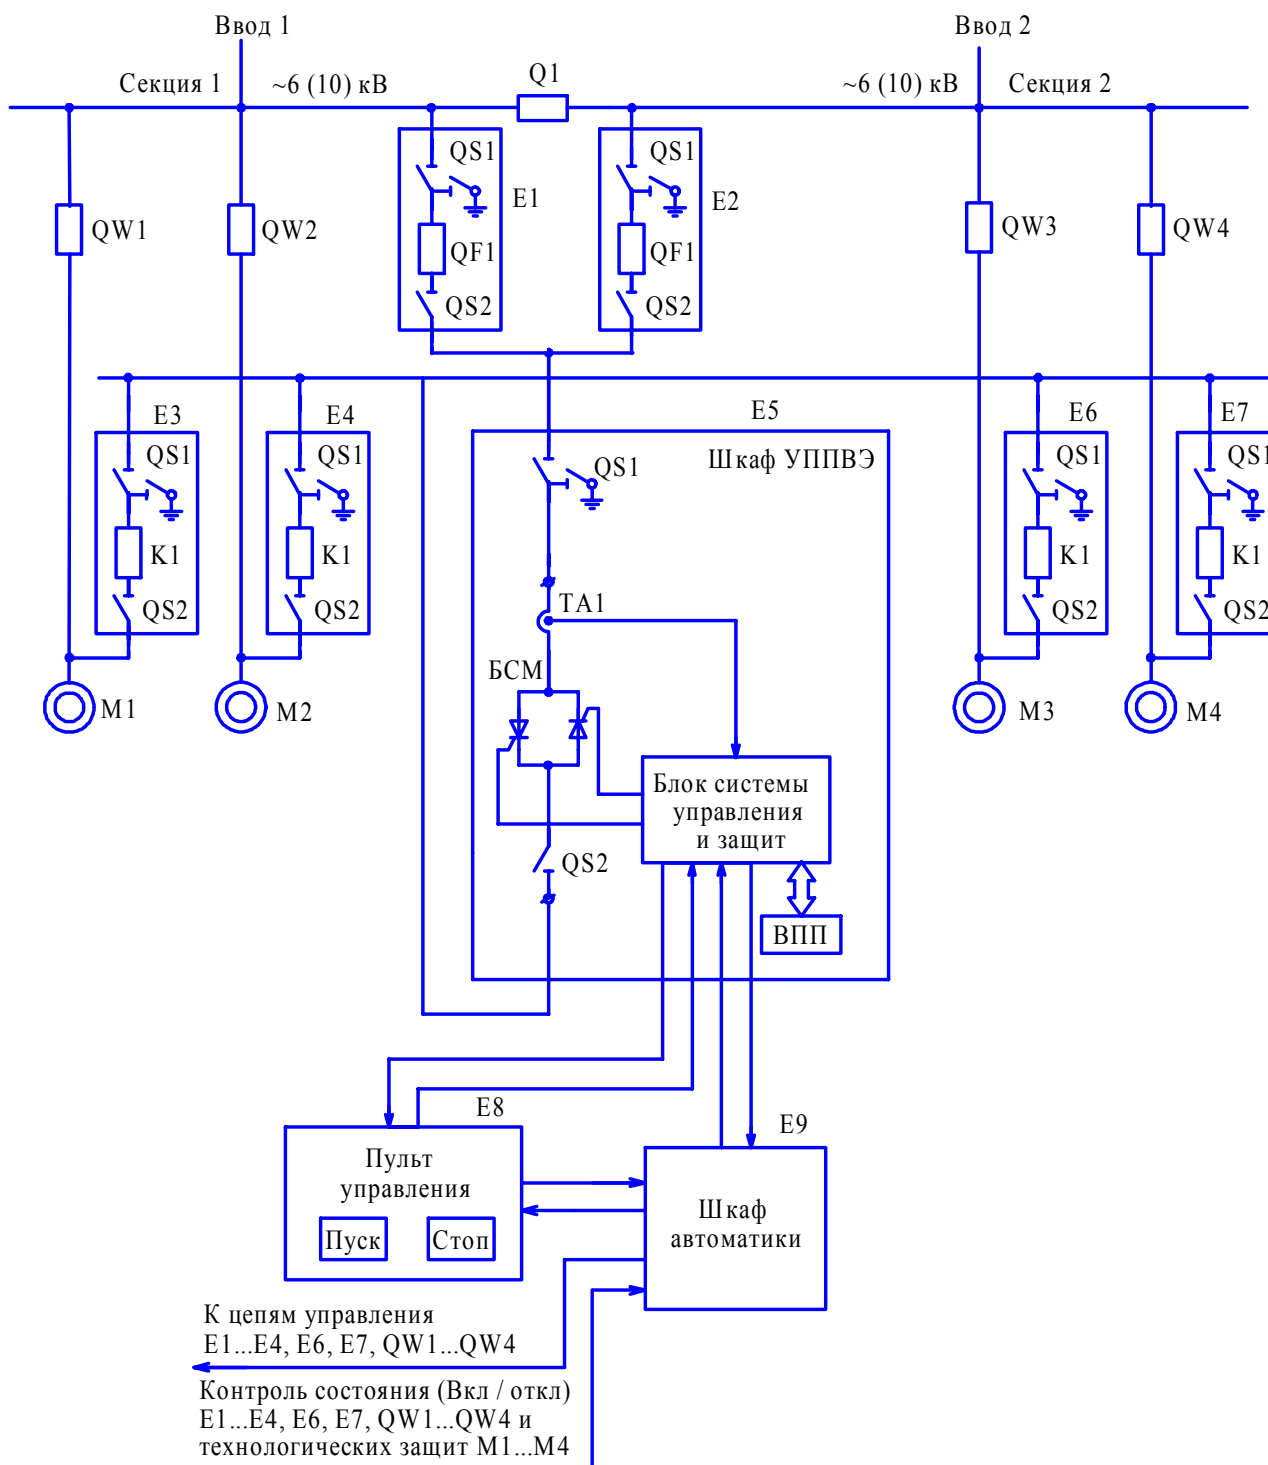 Ввод 1
Ввод 2
Секция 1
~6 (10) кВ
Q1
~6 (10) кВ
Секция 2
QS1
E1
QF1
QS2
QS1
E2
QF1
QS2
QW1
QW2
QW3
QW4
E3
QS1
K1
QS2
E4
QS1
K1
QS2
E5
Шкаф УППВЭ
QS1
TA1
БСМ
QS2
E6
QS1
K1
QS2
E7
QS1
K1
QS2
M1
M2
M3
M4
Блок системы
управления
и защит
ВПП
E8
Пульт
управления
Пуск
Стоп
E9
Шкаф
автоматики
К цепям управления
E1...E4, E6, E7, QW1...QW4
Контроль состояния (Вкл / откл)
E1...E4, E6, E7, QW1...QW4 и
технологических защит M1...M4